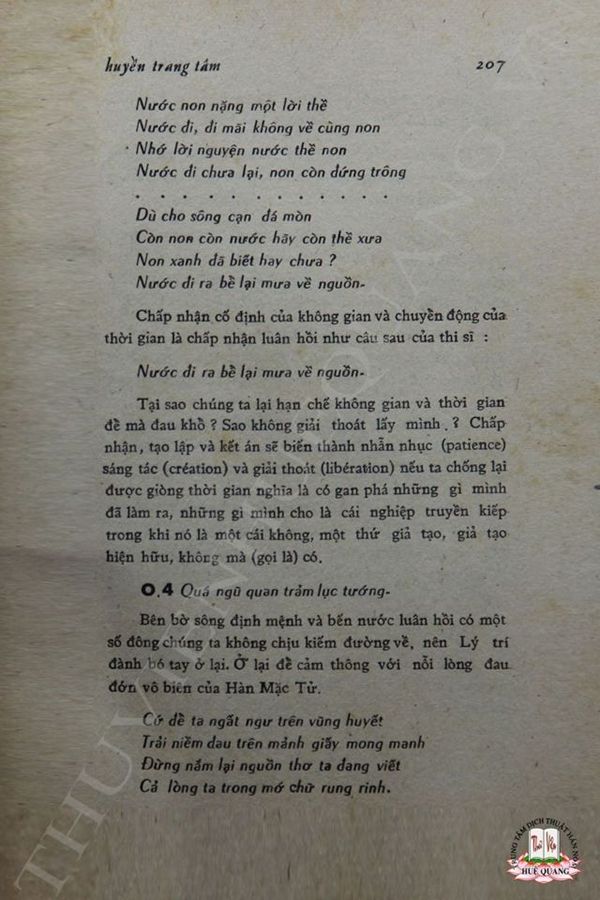 huyền trang tâm 207
Nước non nặng một lời thề
Nước đi, đi mãi không về cùng non
Nhớ lời nguyện nước thề non
Nước đi chưa lại, non còn đứng trông
. . . . . . . . . . . .
Dù cho sông cạn đá mòn
Còn non còn nước hãy còn thề xưa
Non xanh đã biết hay chưa ?
Nước đi ra bề lại mưa về nguồn-
Chấp nhận cố định của không gian và chuyển động của
thời gian là chấp nhận luân hồi như câu sau của thi sĩ :
Nước đi ra bề lại mưa về nguồn-
Tại sao chúng ta lại hạn chế không gian và thời gian
đề mà đau khổ ? Sao không giải thoát lấy mình . ? Chấp
nhận, tạo lập và kết án sẽ biến thành nhẫn nhục (patience)
sáng tác (création) và giải thoát (libération) nếu ta chống lại
được giòng thời gian nghĩa là có gan phá những gì mình
đã làm ra, những gì mình cho là cái nghiệp truyền kiếp
trong khi nó là một cái không, một thứ giả tạo, giả tạo
hiện hữu, không mà (gọi là) có.
0.4 Quá ngũ quan trảm lục tướng-
Bên bờ sông định mệnh và bến nước luân hồi có một
số đông chúng ta không chịu kiếm đường về, nên Lý trí
đành bó tay ở lại. Ở lại đề cảm thông với nỗi lòng đau
đớn vô biên của Hàn Mặc Tử.
Cứ đề ta ngất ngư trên vũng huyết
Trải niềm đau trên mảnh giấy mong manh
Đừng nắm lại nguồn thơ ta đang viết
Cả lòng ta trong mớ chữ rung rinh.
TRUNG TÂM DỊCH THUẬT HÁN NÔM
HUỆ QUANG